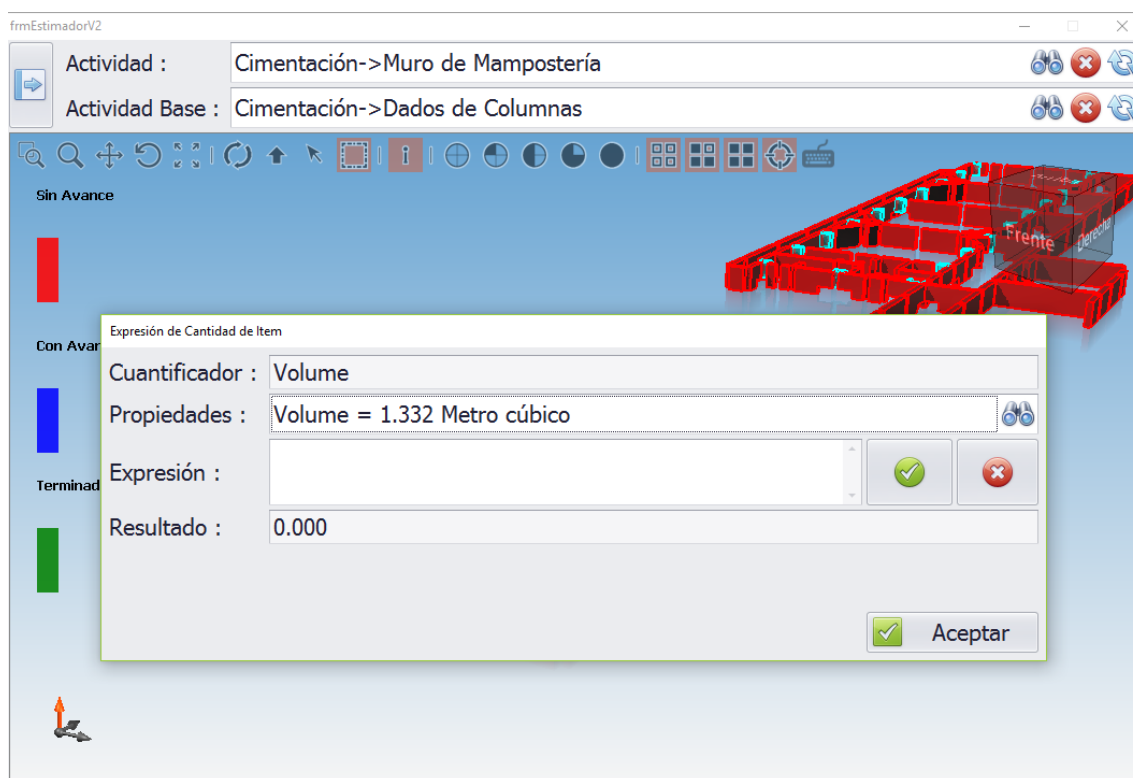 frmEstimadorV2
Actividad : Cimentación->Muro de Mampostería
Actividad Base : Cimentación->Dados de Columnas
Sin Avance
Frente
Derecha
Con Avan
Terminad
Expresión de Cantidad de Item
Cuantificador : Volume
Propiedades : Volume = 1.332 Metro cúbico
Expresión :
Resultado : 0.000
Aceptar